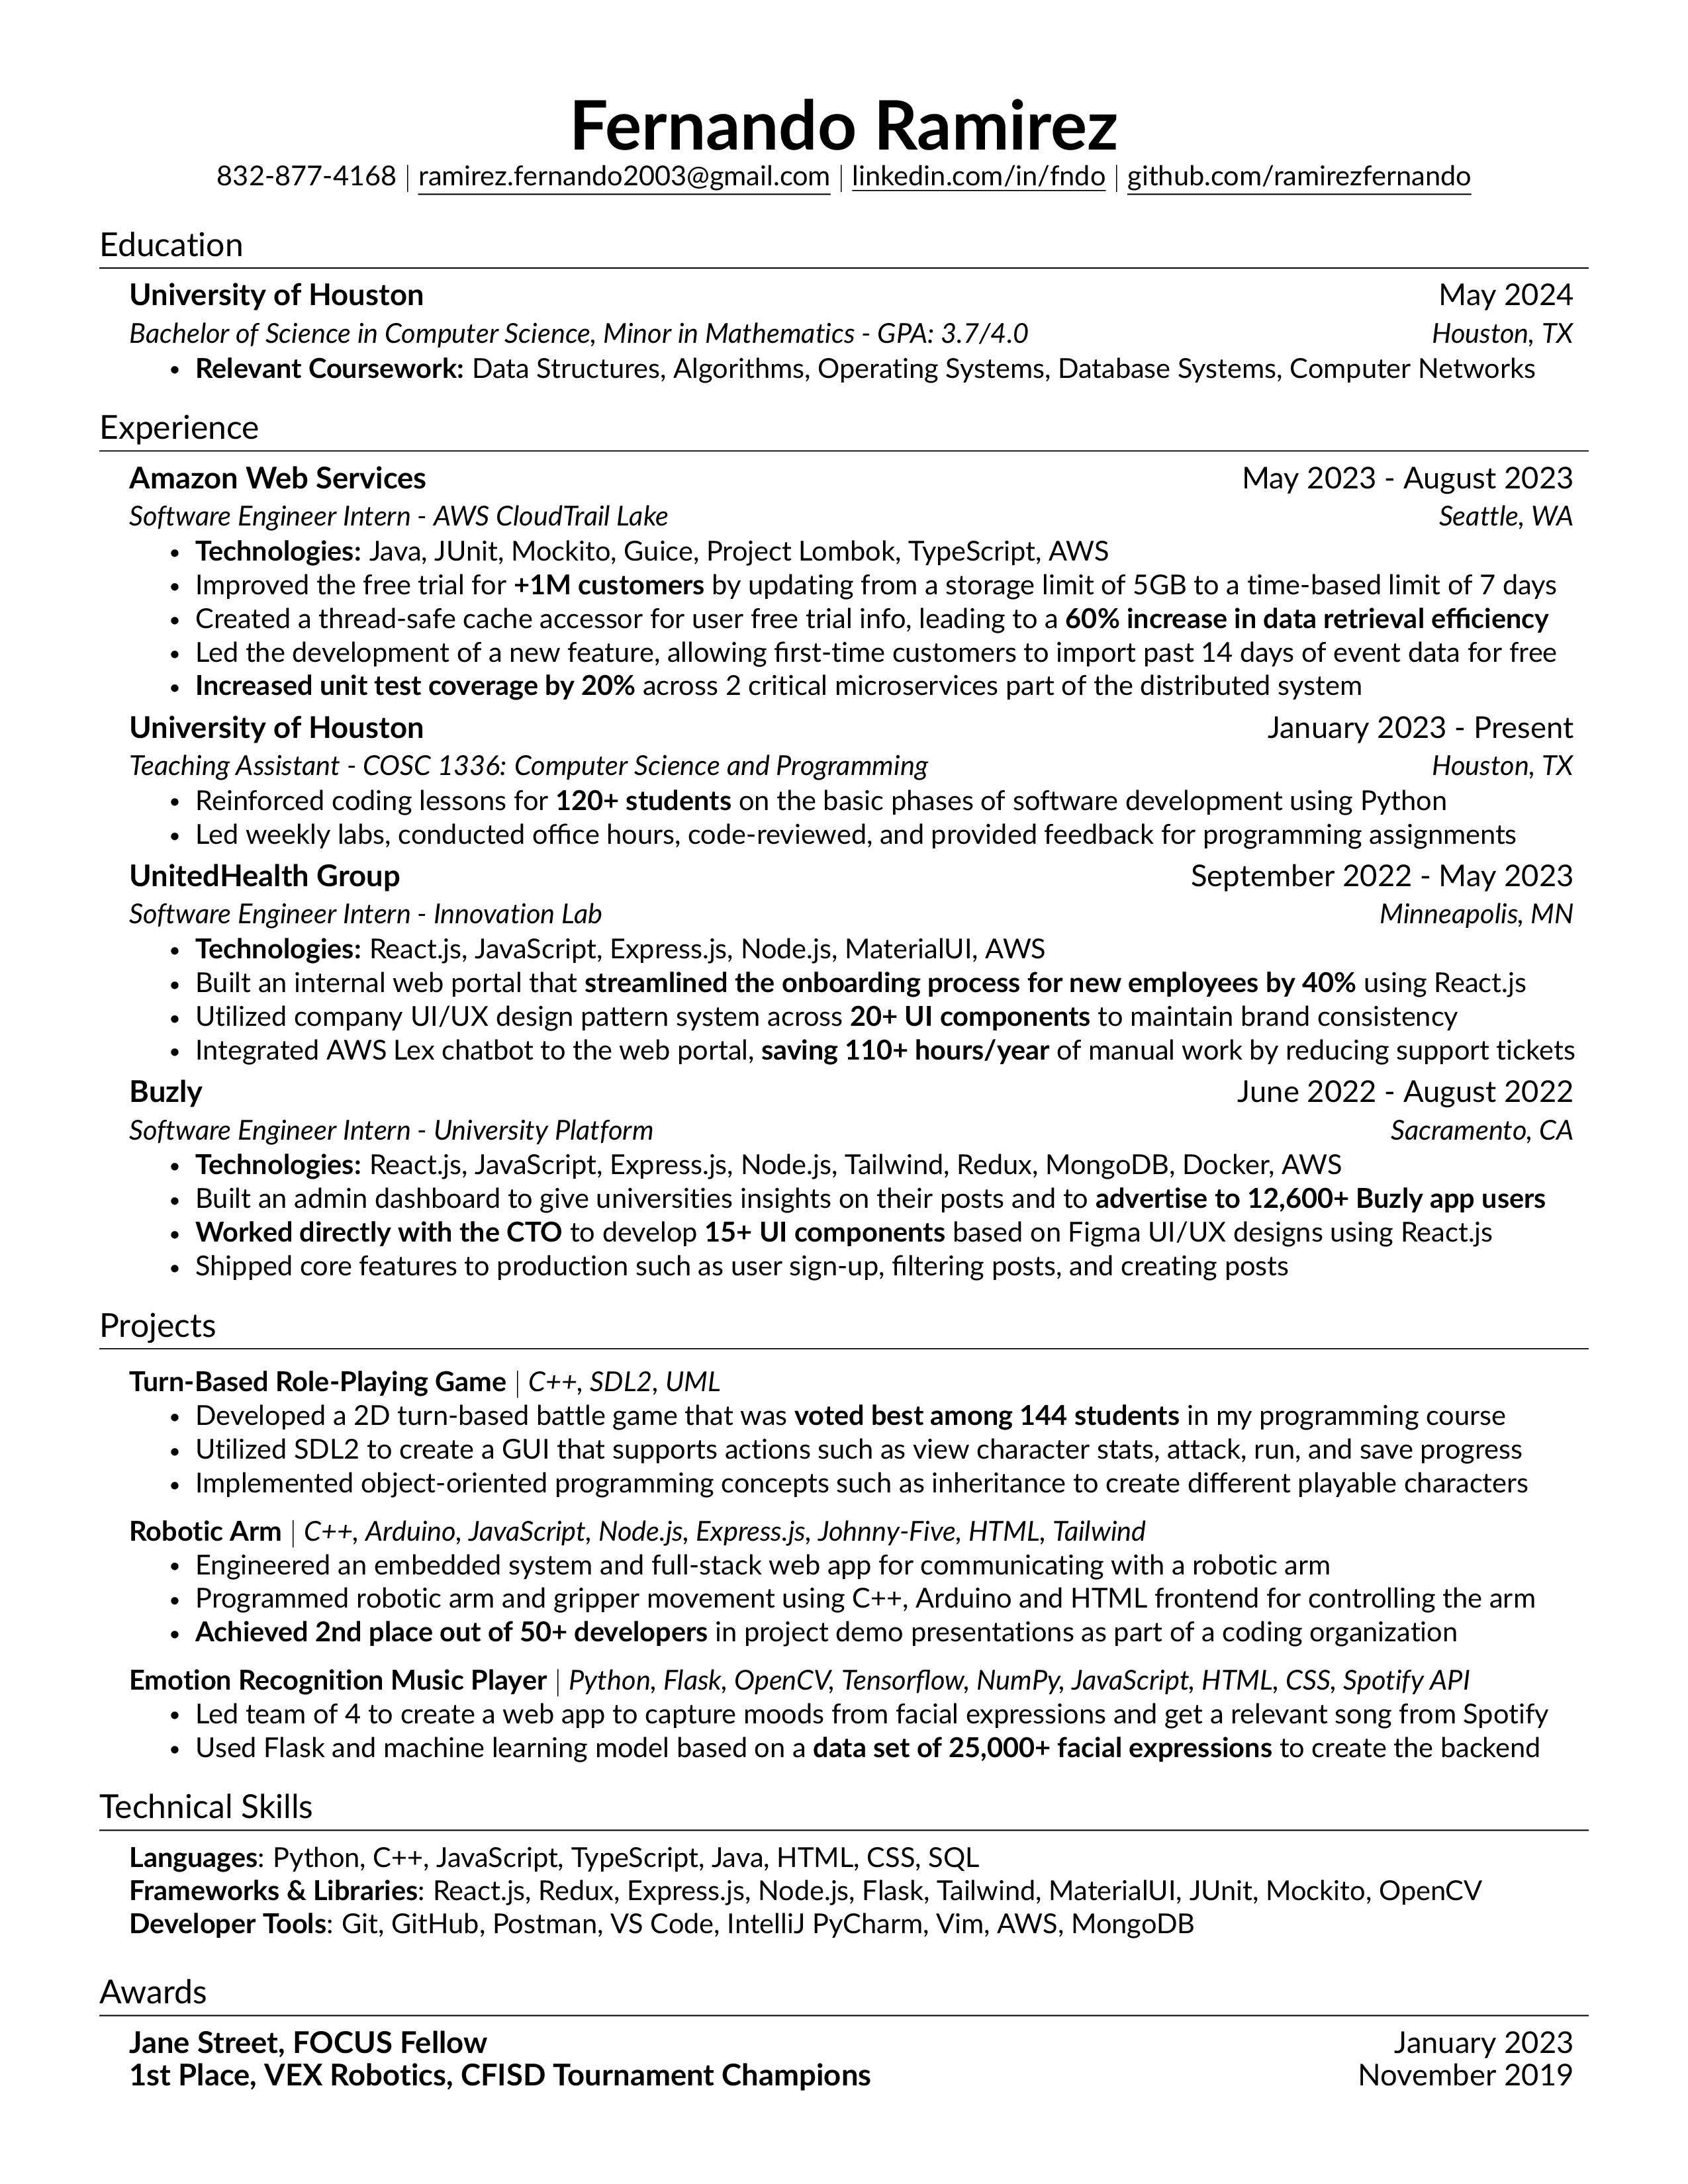 Fernando Ramirez
832-877-4168 | ramirez.fernando2003@gmail.com | linkedin.com/in/fndo | github.com/ramirezfernando
Education
University of Houston May 2024
Bachelor of Science in Computer Science, Minor in Mathematics - GPA: 3.7/4.0 Houston, TX
• Relevant Coursework: Data Structures, Algorithms, Operating Systems, Database Systems, Computer Networks
Experience
Amazon Web Services May 2023 - August 2023
Software Engineer Intern - AWS CloudTrail Lake Seattle, WA
• Technologies: Java, JUnit, Mockito, Guice, Project Lombok, TypeScript, AWS
• Improved the free trial for +1M customers by updating from a storage limit of 5GB to a time-based limit of 7 days
• Created a thread-safe cache accessor for user free trial info, leading to a 60% increase in data retrieval efficiency
• Led the development of a new feature, allowing first-time customers to import past 14 days of event data for free
• Increased unit test coverage by 20% across 2 critical microservices part of the distributed system
University of Houston January 2023 - Present
Teaching Assistant - COSC 1336: Computer Science and Programming Houston, TX
• Reinforced coding lessons for 120+ students on the basic phases of software development using Python
• Led weekly labs, conducted office hours, code-reviewed, and provided feedback for programming assignments
UnitedHealth Group September 2022 - May 2023
Software Engineer Intern - Innovation Lab Minneapolis, MN
• Technologies: React.js, JavaScript, Express.js, Node.js, MaterialUI, AWS
• Built an internal web portal that streamlined the onboarding process for new employees by 40% using React.js
• Utilized company UI/UX design pattern system across 20+ UI components to maintain brand consistency
• Integrated AWS Lex chatbot to the web portal, saving 110+ hours/year of manual work by reducing support tickets
Buzly June 2022 - August 2022
Software Engineer Intern - University Platform Sacramento, CA
• Technologies: React.js, JavaScript, Express.js, Node.js, Tailwind, Redux, MongoDB, Docker, AWS
• Built an admin dashboard to give universities insights on their posts and to advertise to 12,600+ Buzly app users
• Worked directly with the CTO to develop 15+ UI components based on Figma UI/UX designs using React.js
• Shipped core features to production such as user sign-up, filtering posts, and creating posts
Projects
Turn-Based Role-Playing Game | C++, SDL2, UML
• Developed a 2D turn-based battle game that was voted best among 144 students in my programming course
• Utilized SDL2 to create a GUI that supports actions such as view character stats, attack, run, and save progress
• Implemented object-oriented programming concepts such as inheritance to create different playable characters
Robotic Arm | C++, Arduino, JavaScript, Node.js, Express.js, Johnny-Five, HTML, Tailwind
• Engineered an embedded system and full-stack web app for communicating with a robotic arm
• Programmed robotic arm and gripper movement using C++, Arduino and HTML frontend for controlling the arm
• Achieved 2nd place out of 50+ developers in project demo presentations as part of a coding organization
Emotion Recognition Music Player | Python, Flask, OpenCV, Tensorflow, NumPy, JavaScript, HTML, CSS, Spotify API
• Led team of 4 to create a web app to capture moods from facial expressions and get a relevant song from Spotify
• Used Flask and machine learning model based on a data set of 25,000+ facial expressions to create the backend
Technical Skills
Languages: Python, C++, JavaScript, TypeScript, Java, HTML, CSS, SQL
Frameworks & Libraries: React.js, Redux, Express.js, Node.js, Flask, Tailwind, MaterialUI, JUnit, Mockito, OpenCV
Developer Tools: Git, GitHub, Postman, VS Code, IntelliJ PyCharm, Vim, AWS, MongoDB
Awards
Jane Street, FOCUS Fellow January 2023
1st Place, VEX Robotics, CFISD Tournament Champions November 2019